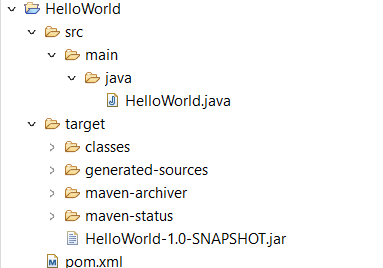 HelloWorld
src
main
java
HelloWorld.java
target
classes
generated-sources
maven-archiver
maven-status
HelloWorld-1.0-SNAPSHOT.jar
pom.xml